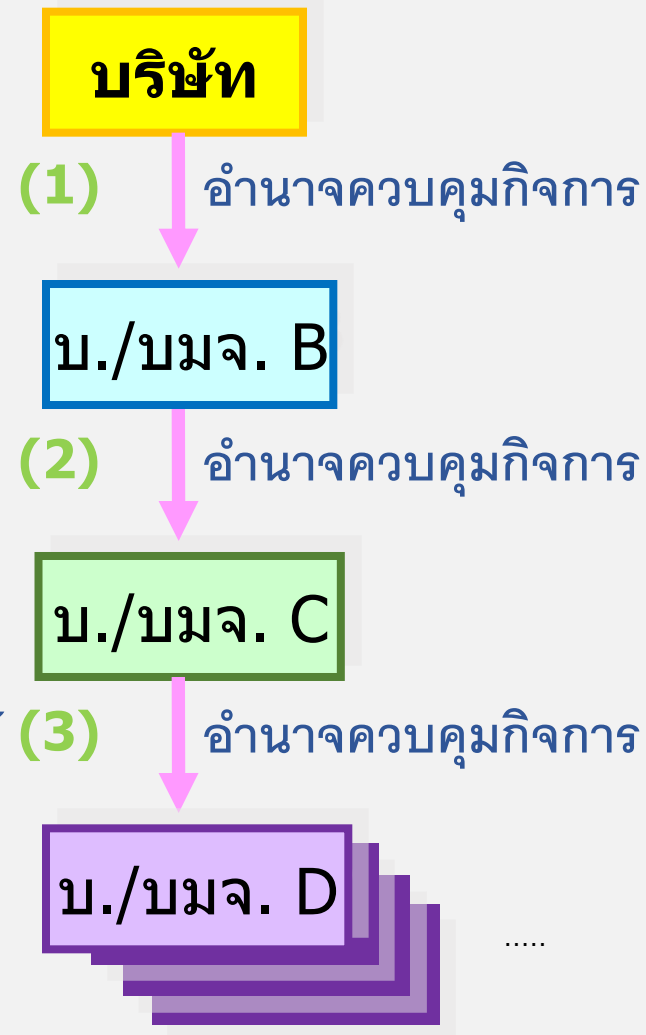 บริษัท
(1) อำนาจควบคุมกิจการ
บ./บมจ. B
(2) อำนาจควบคุมกิจการ
บ./บมจ. C
(3) อำนาจควบคุมกิจการ
บ./บมจ. D
.....